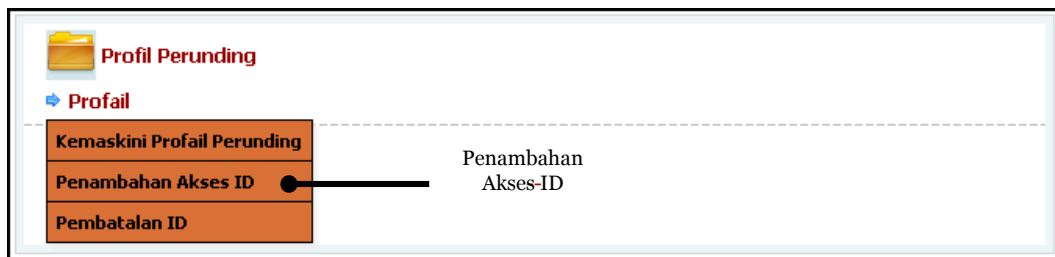 Profil Perunding
Profail
Kemaskini Profail Perunding
Penambahan Akses ID
Pembatalan ID
Penambahan
Akses-ID